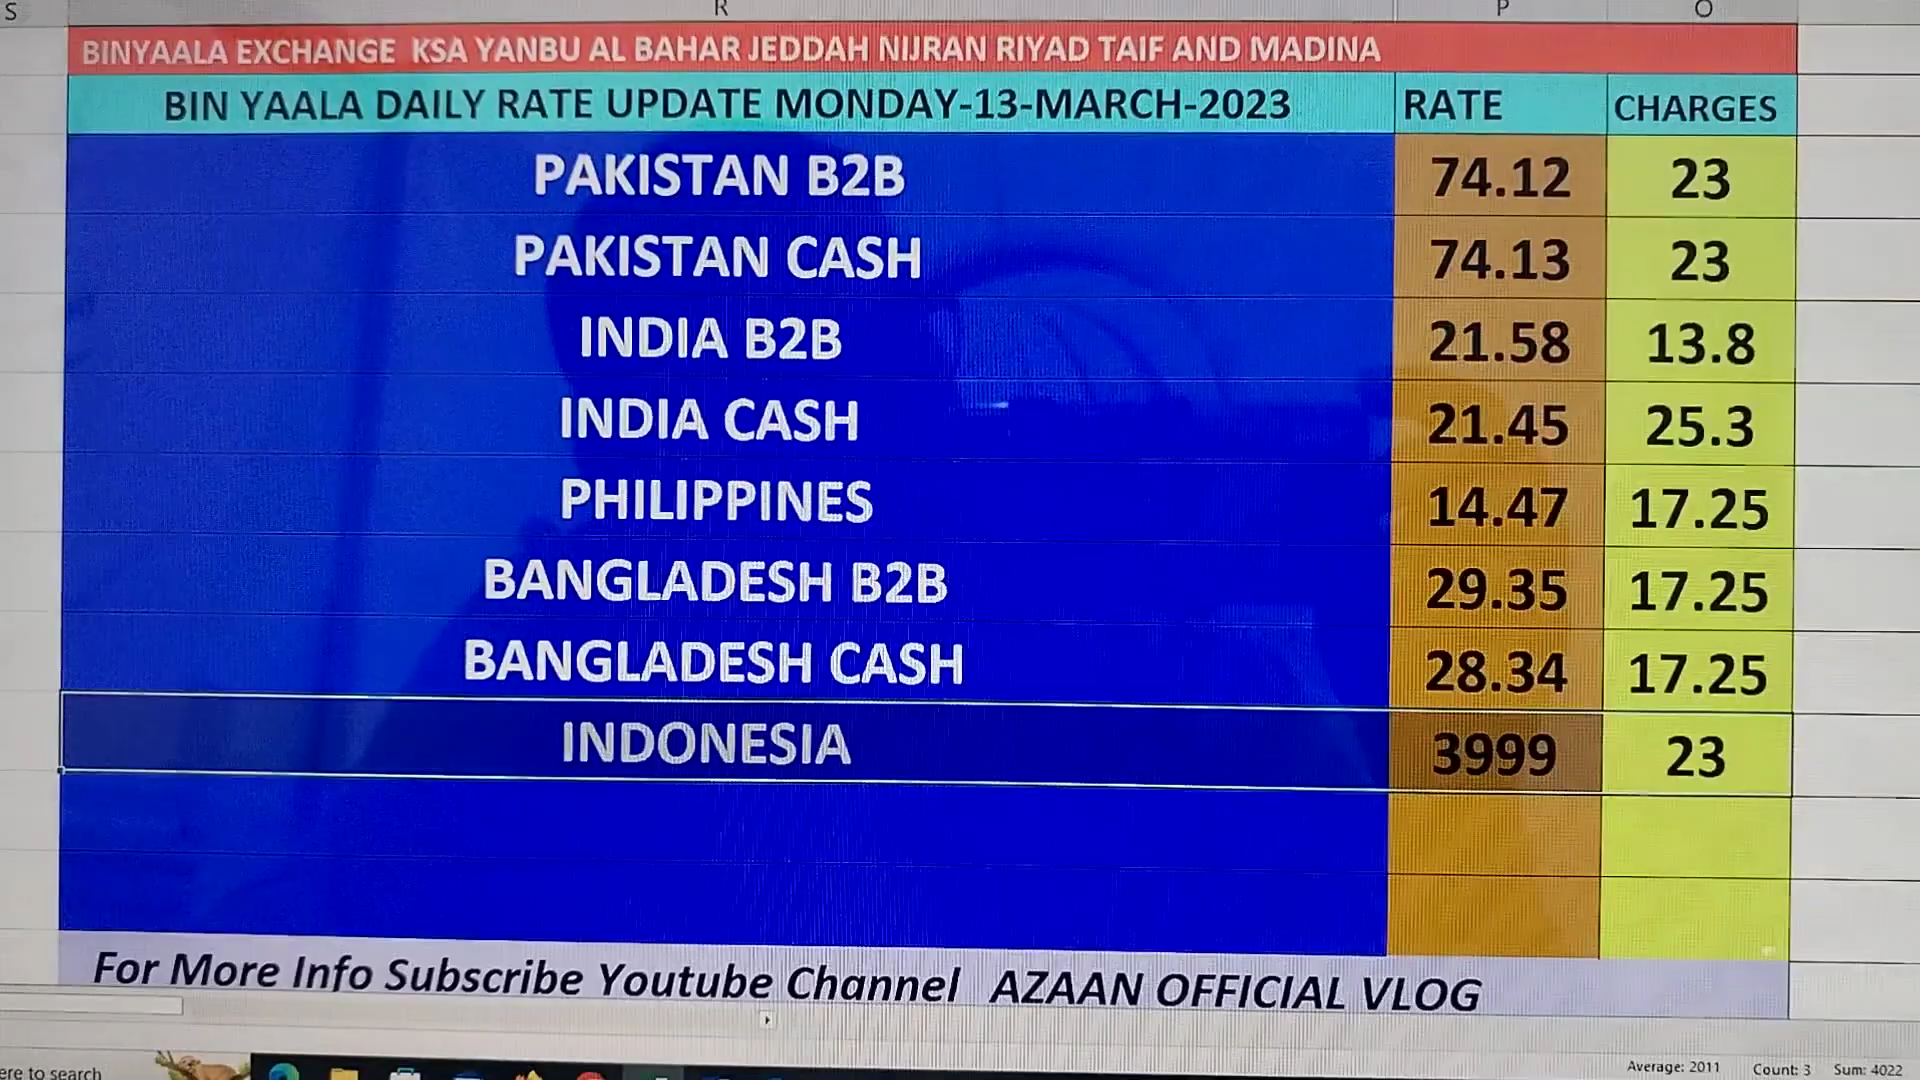 S R P O
BINYAALA EXCHANGE KSA YANBU AL BAHAR JEDDAH NIJRAN RIYAD TAIF AND MADINA
BIN YAALA DAILY RATE UPDATE MONDAY-13-MARCH-2023 RATE CHARGES
PAKISTAN B2B 74.12 23
PAKISTAN CASH 74.13 23
INDIA B2B 21.58 13.8
INDIA CASH 21.45 25.3
PHILIPPINES 14.47 17.25
BANGLADESH B2B 29.35 17.25
BANGLADESH CASH 28.34 17.25
INDONESIA 3999 23
For More Info Subscribe Youtube Channel AZAAN OFFICIAL VLOG
Average: 2011 Count: 3 Sum: 4022
ere to search